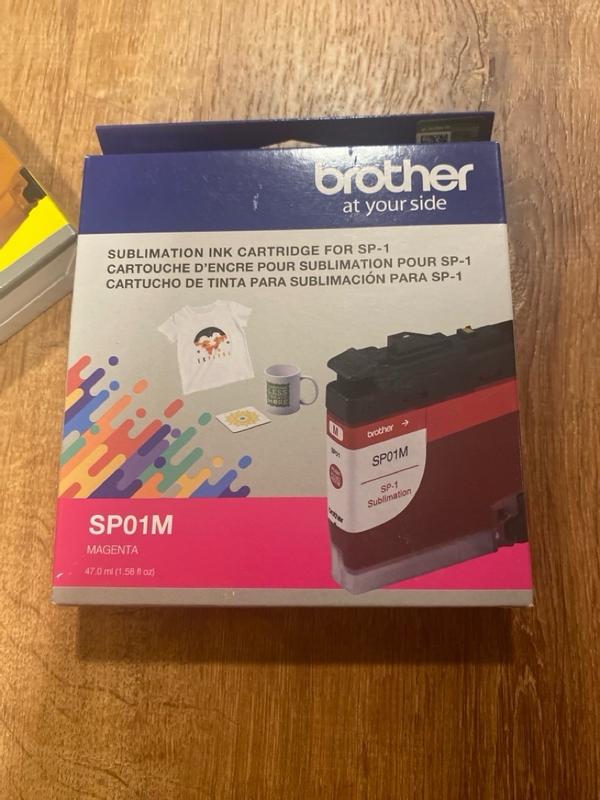 brother
at your side
SUBLIMATION INK CARTRIDGE FOR SP-1
CARTOUCHE D'ENCRE POUR SUBLIMATION POUR SP-1
CARTUCHO DE TINTA PARA SUBLIMACIÓN PARA SP-1
M
brother →
SP01
SP01M
SP-1
Sublimation
brother
SP01M
MAGENTA
47.0 ml (1.58 fl oz)